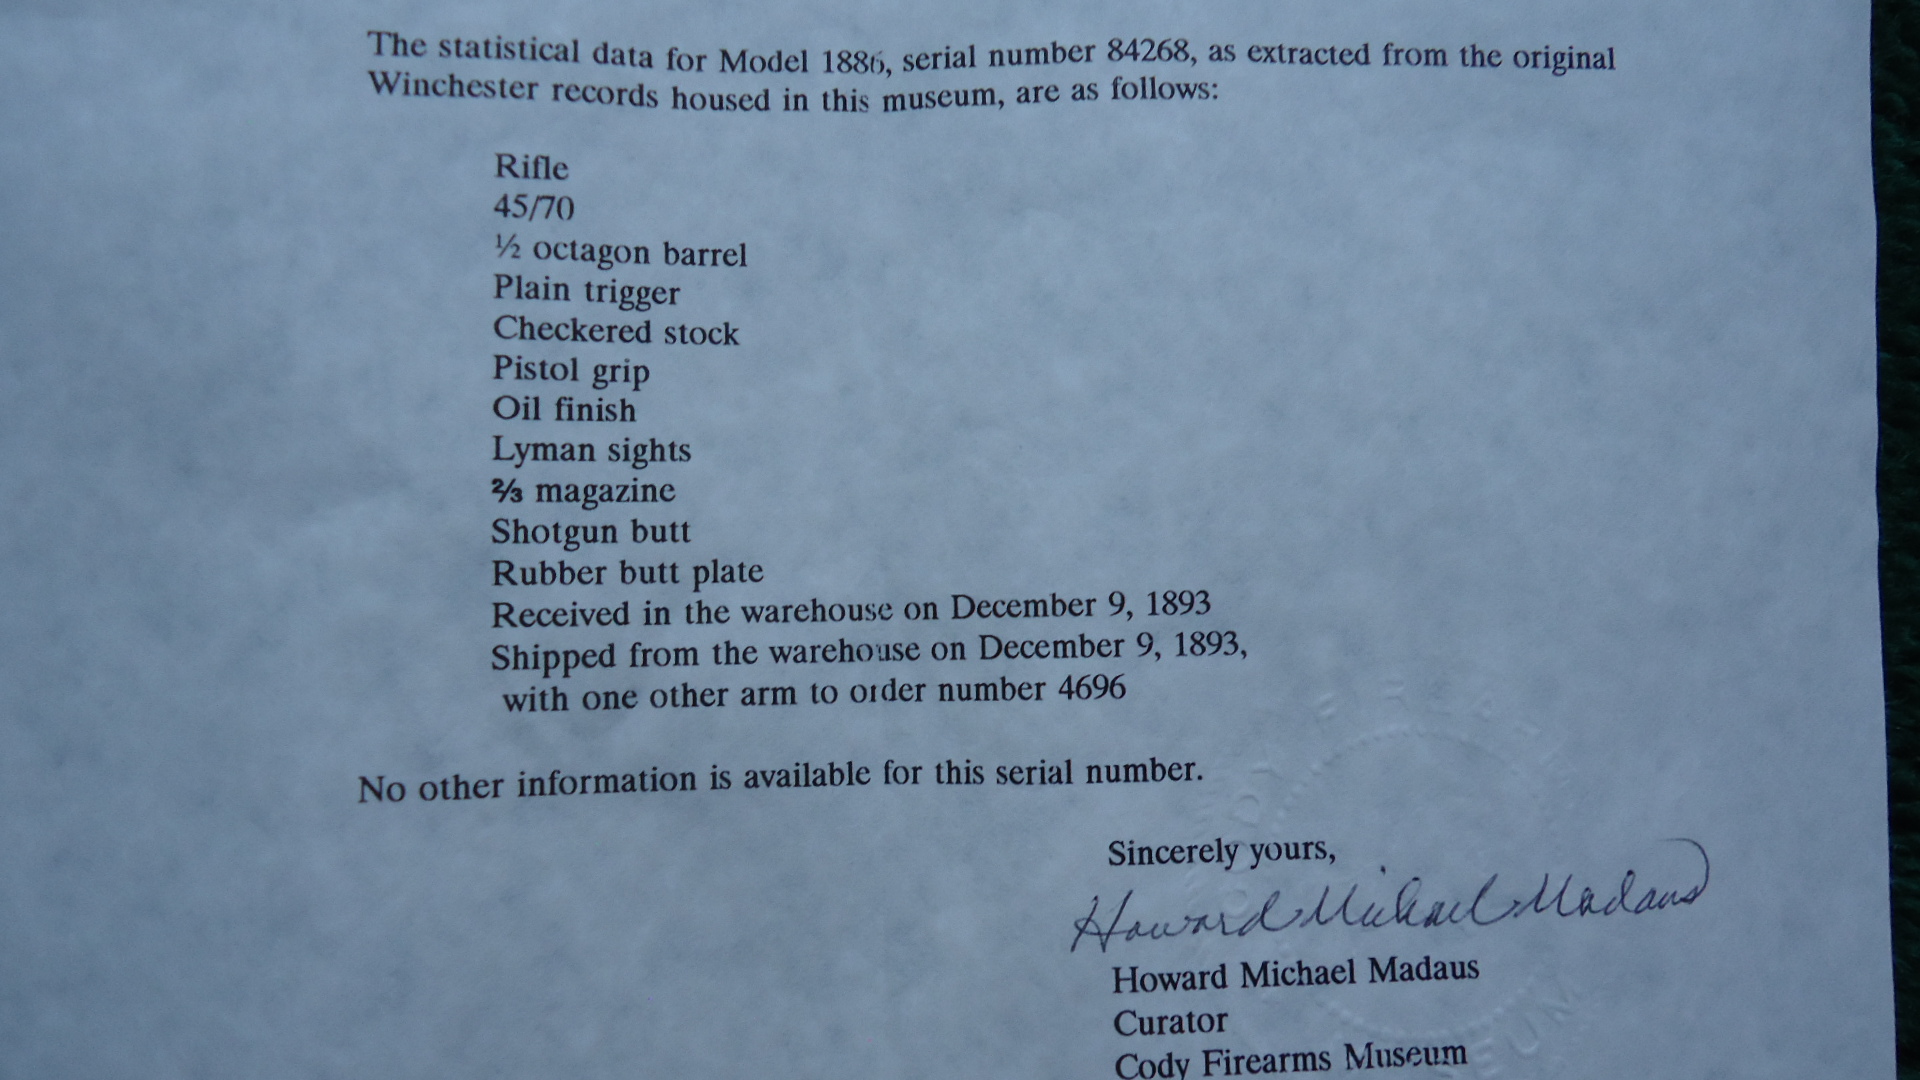 The statistical data for Model 1886, serial number 84268, as extracted from the original
Winchester records housed in this museum, are as follows:
Rifle
45/70
½ octagon barrel
Plain trigger
Checkered stock
Pistol grip
Oil finish
Lyman sights
⅔ magazine
Shotgun butt
Rubber butt plate
Received in the warehouse on December 9, 1893
Shipped from the warehouse on December 9, 1893,
with one other arm to order number 4696
No other information is available for this serial number.
Sincerely yours,
Howard Michael Madaus
Howard Michael Madaus
Curator
Cody Firearms Museum